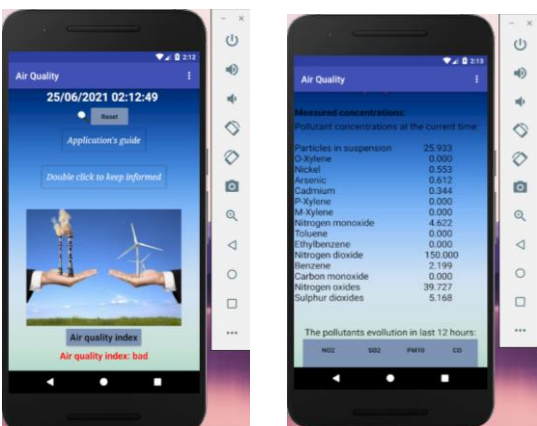 2:12
Air Quality
25/06/2021 02:12:49
Reset
Application's guide
Double click to keep informed
Air quality index
Air quality index: bad
2:13
Air Quality
Measured concentrations:
Pollutant concentrations at the current time:
Particles in suspension 25.933
O-Xylene 0.000
Nickel 0.553
Arsenic 0.612
Cadmium 0.344
P-Xylene 0.000
M-Xylene 0.000
Nitrogen monoxide 4.622
Toluene 0.000
Ethylbenzene 0.000
Nitrogen dioxide 150.000
Benzene 2.199
Carbon monoxide 0.000
Nitrogen oxides 39.727
Sulphur dioxides 5.168
The pollutants evollution in last 12 hours:
NO2 SO2 PM10 CO